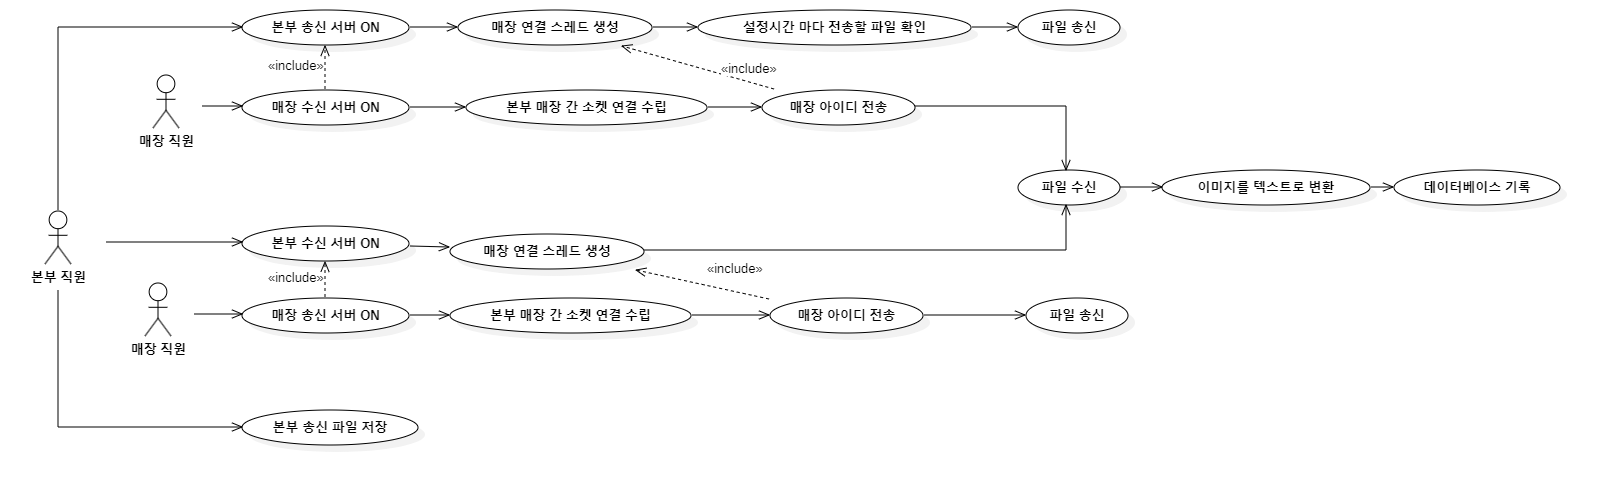 본부 송신 서버 ON
매장 연결 스레드 생성
설정시간 마다 전송할 파일 확인
파일 송신
«include»
«include»
매장 수신 서버 ON
본부 매장 간 소켓 연결 수립
매장 아이디 전송
매장 직원
파일 수신
이미지를 텍스트로 변환
데이터베이스 기록
본부 수신 서버 ON
매장 연결 스레드 생성
본부 직원
«include»
«include»
매장 송신 서버 ON
본부 매장 간 소켓 연결 수립
매장 아이디 전송
파일 송신
매장 직원
본부 송신 파일 저장